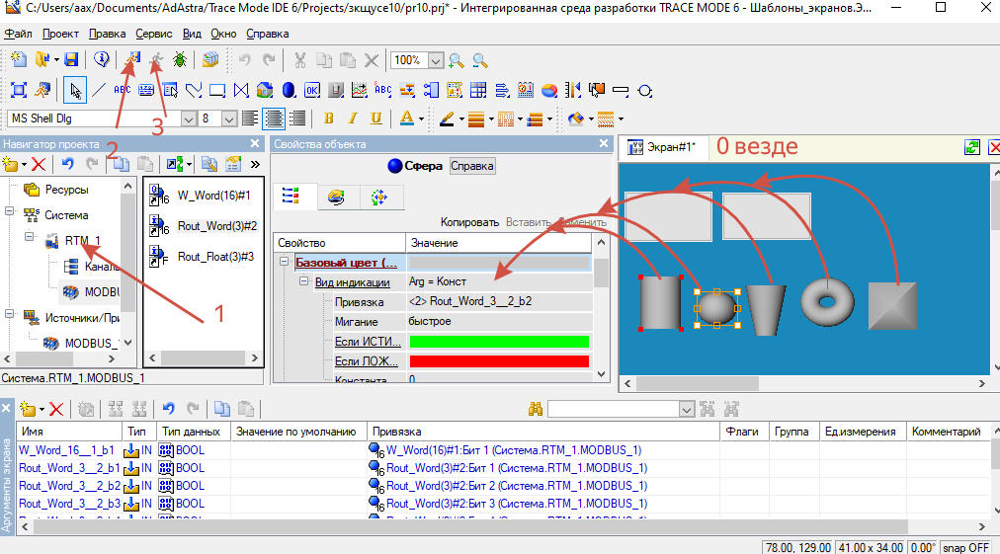 C:/Users/aax/Documents/AdAstra/Trace Mode IDE 6/Projects/зкщусе10/pr10.prj* - Интегрированная среда разработки TRACE MODE 6 - Шаблоны_экранов.Э...
Файл Проект Правка Сервис Вид Окно Справка
100%
ABC OK ABC
MS Shell Dlg 8 B I U A
2 3
Навигатор проекта
Ресурсы
Система
RTM_1
Каналы
MODBU
Источники/При
MODBUS_
1
Система.RTM_1.MODBUS_1
W_Word(16)#1
Rout_Word(3)#2
Rout_Float(3)#3
Свойства объекта
Сфера Справка
Копировать Вставить Заменить
Свойство Значение
Базовый цвет (...
Вид индикации Arg = Конст
Привязка <2> Rout_Word_3__2_b2
Мигание быстрое
Если ИСТИ...
Если ЛОЖ...
Константа 0
Экран#1* 0 везде
Аргументы экрана
Имя Тип Тип данных Значение по умолчанию Привязка Флаги Группа Ед.измерения Комментарий
W_Word_16__1_b1 IN BOOL W_Word(16)#1:Бит 1 (Система.RTM_1.MODBUS_1)
Rout_Word_3__2_b1 IN BOOL Rout_Word(3)#2:Бит 1 (Система.RTM_1.MODBUS_1)
Rout_Word_3__2_b2 IN BOOL Rout_Word(3)#2:Бит 2 (Система.RTM_1.MODBUS_1)
Rout_Word_3__2_b3 IN BOOL Rout_Word(3)#2:Бит 3 (Система.RTM_1.MODBUS_1)
78.00, 129.00 41.00 x 34.00 0.00° snap OFF